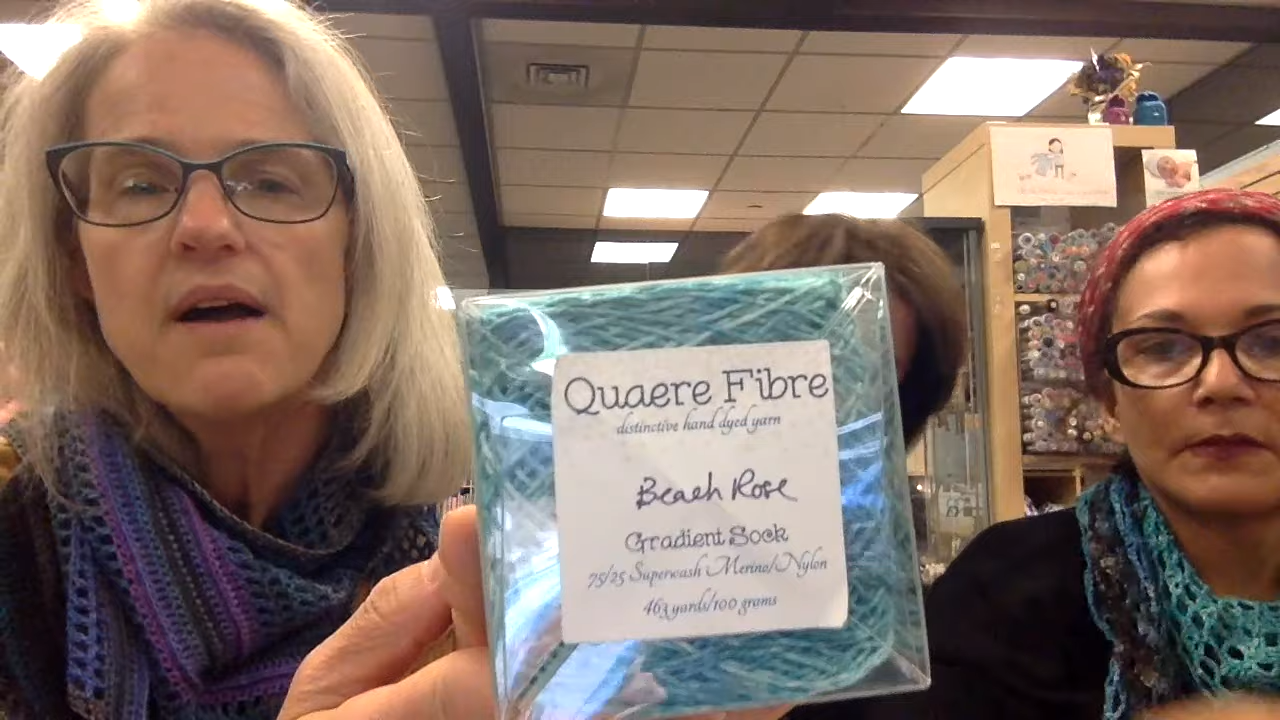 Quaere Fibre
distinctive hand dyed yarn
Beach Rose
Gradient Sock
75/25 Superwash Merino/Nylon
463 yards/100 grams